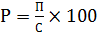 P = П/С × 100